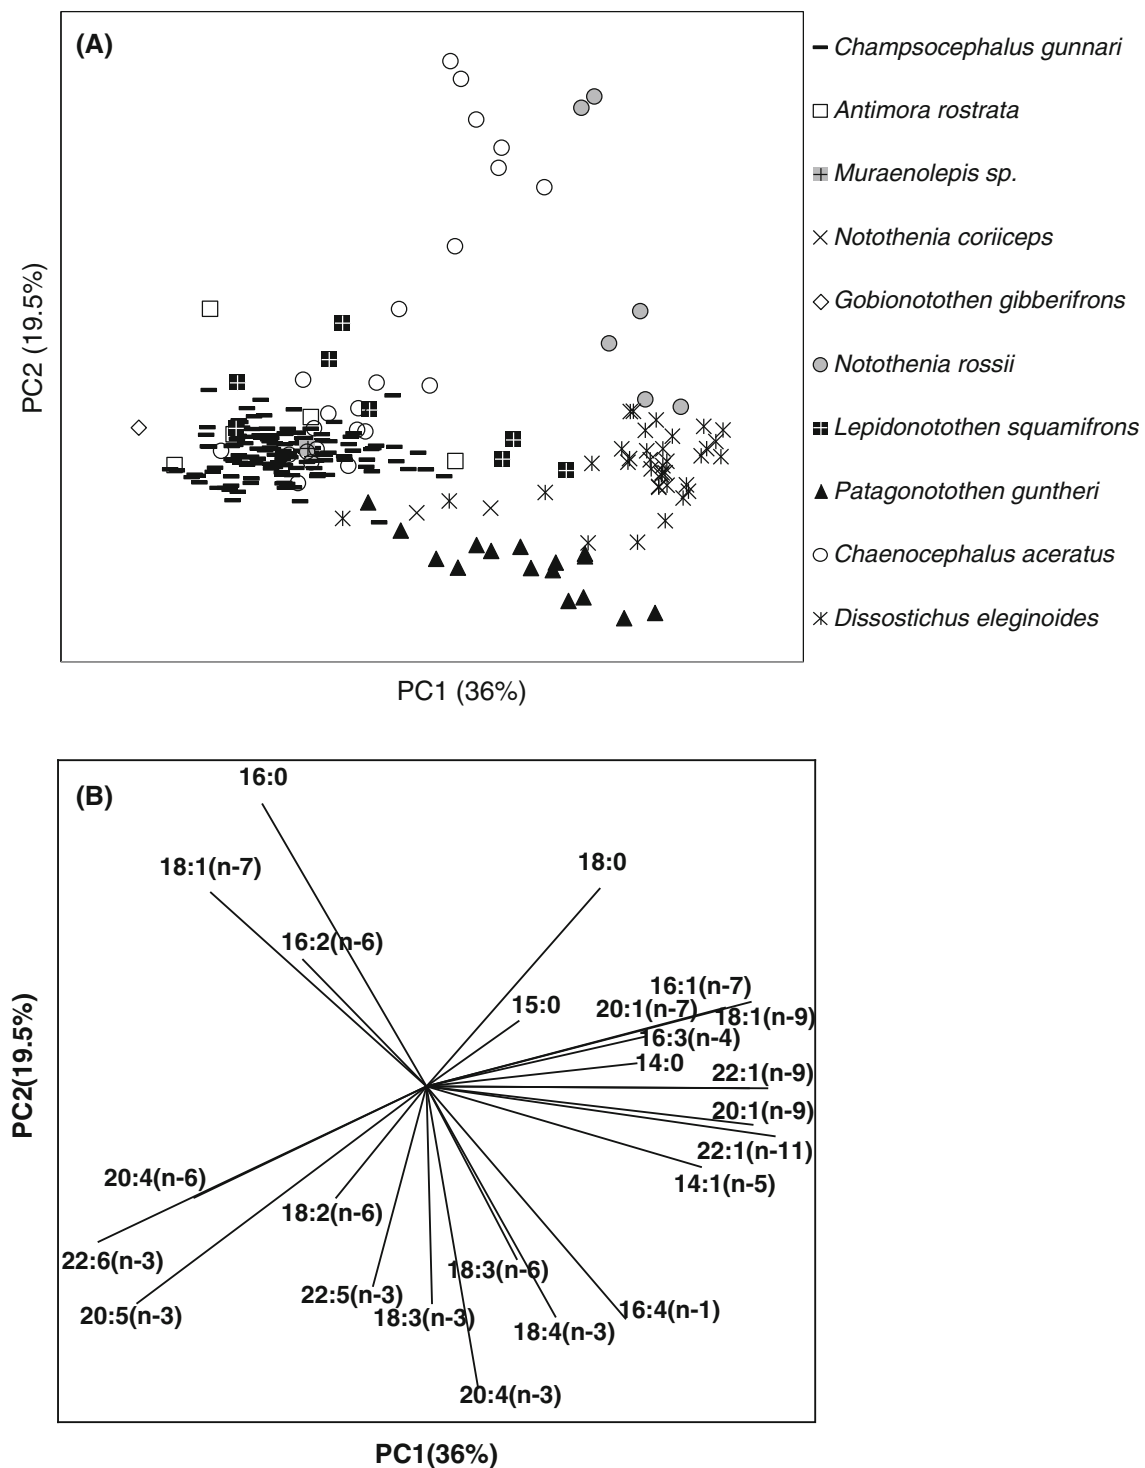 (A)
Champsocephalus gunnari
Antimora rostrata
Muraenolepis sp.
Notothenia coriiceps
Gobionotothen gibberifrons
Notothenia rossii
Lepidonotothen squamifrons
Patagonotothen guntheri
Chaenocephalus aceratus
Dissostichus eleginoides
PC2 (19.5%)
PC1 (36%)
(B)
16:0
18:1(n-7)
18:0
16:2(n-6)
16:1(n-7)
15:0
20:1(n-7)
18:1(n-9)
16:3(n-4)
14:0
22:1(n-9)
20:1(n-9)
22:1(n-11)
14:1(n-5)
20:4(n-6)
18:2(n-6)
22:6(n-3)
18:3(n-6)
22:5(n-3)
20:5(n-3)
18:3(n-3)
16:4(n-1)
18:4(n-3)
20:4(n-3)
PC2(19.5%)
PC1(36%)